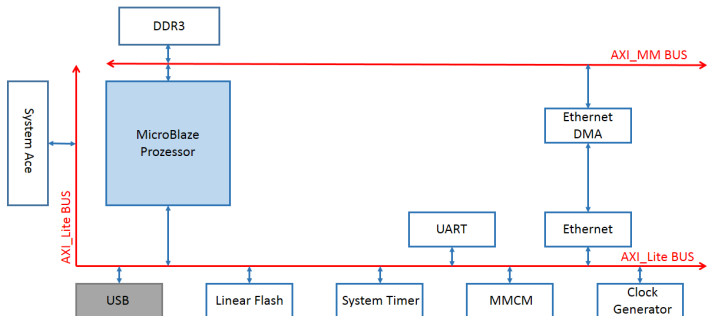 DDR3
AXI_MM BUS
System Ace
MicroBlaze
Prozessor
Ethernet
DMA
AXI_Lite BUS
UART
Ethernet
AXI_Lite BUS
USB
Linear Flash
System Timer
MMCM
Clock
Generator